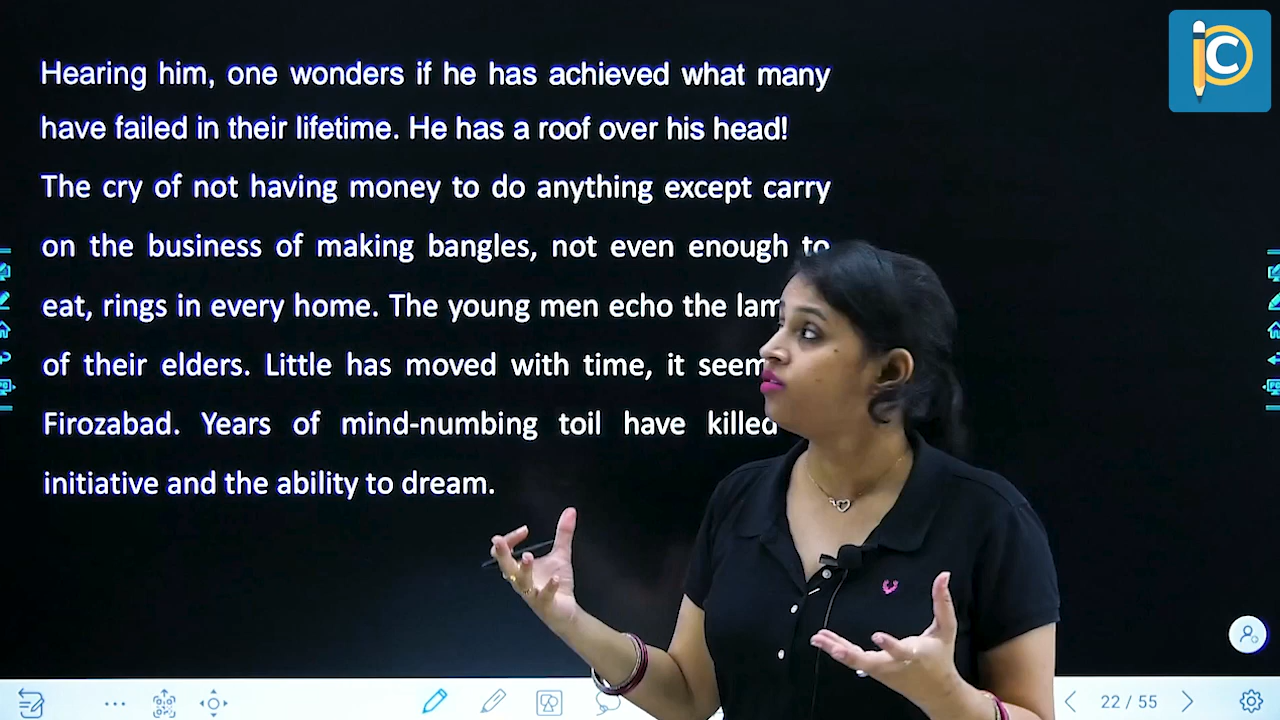 Hearing him, one wonders if he has achieved what many
have failed in their lifetime. He has a roof over his head!
The cry of not having money to do anything except carry
on the business of making bangles, not even enough to
eat, rings in every home. The young men echo the
of their elders. Little has moved with time, it
Firozabad. Years of mind-numbing toil have killed
initiative and the ability to dream.
22 / 55